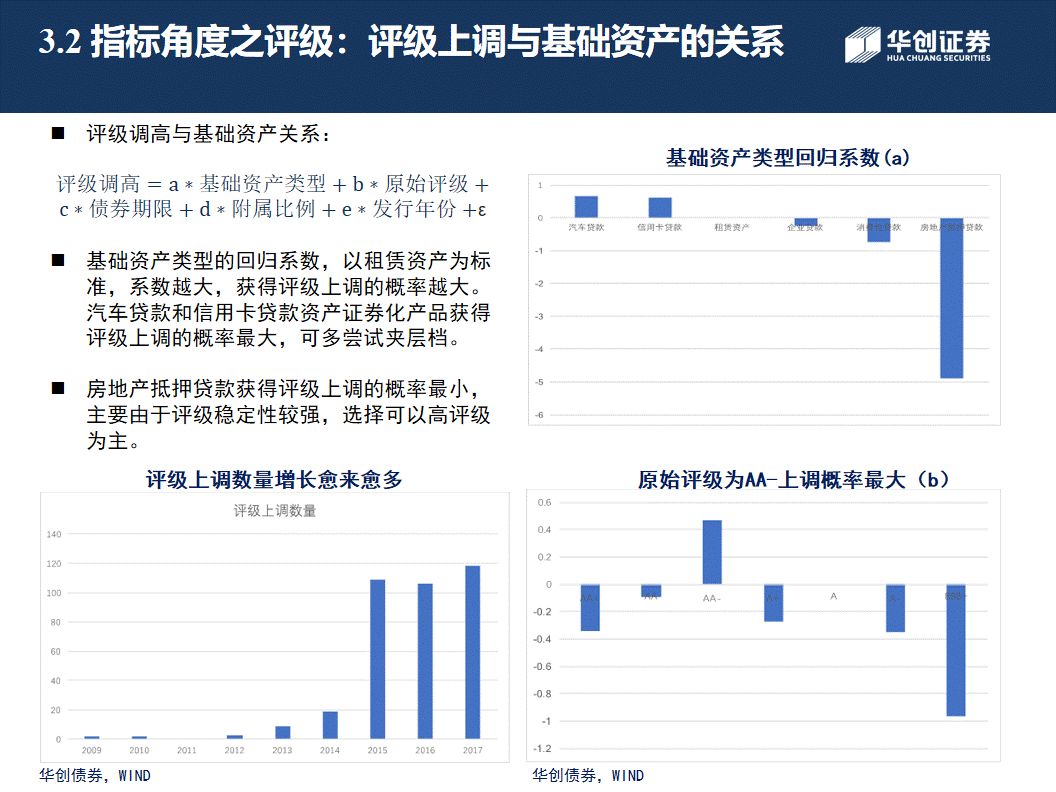 3.2 指标角度之评级：评级上调与基础资产的关系
华创证券
HUA CHUANG SECURITIES
■ 评级调高与基础资产关系：
评级调高 = a ∗ 基础资产类型 + b ∗ 原始评级 +
c ∗ 债券期限 + d ∗ 附属比例 + e ∗ 发行年份 +ε
■ 基础资产类型的回归系数，以租赁资产为标
准，系数越大，获得评级上调的概率越大。
汽车贷款和信用卡贷款资产证券化产品获得
评级上调的概率最大，可多尝试夹层档。
■ 房地产抵押贷款获得评级上调的概率最小，
主要由于评级稳定性较强，选择可以高评级
为主。
基础资产类型回归系数(a)
1
0
汽车贷款 信用卡贷款 租赁资产 企业贷款 消费性贷款 房地产抵押贷款
-1
-2
-3
-4
-5
-6
评级上调数量增长愈来愈多
评级上调数量
140
120
100
80
60
40
20
0
2009 2010 2011 2012 2013 2014 2015 2016 2017
华创债券，WIND
原始评级为AA-上调概率最大（b）
0.6
0.4
0.2
0
AA+ AA AA- A+ A A- BBB+
-0.2
-0.4
-0.6
-0.8
-1
-1.2
华创债券，WIND